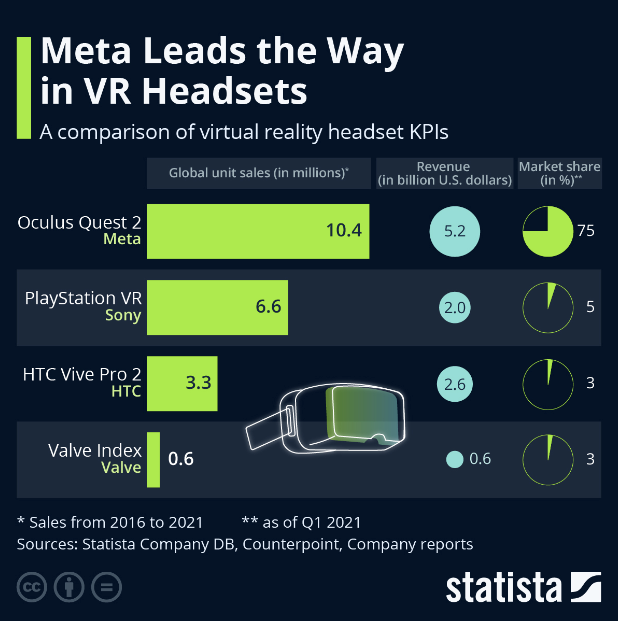 Meta Leads the Way
in VR Headsets
A comparison of virtual reality headset KPIs
Global unit sales (in millions)*
Revenue
(in billion U.S. dollars)
Market share
(in %)**
Oculus Quest 2
Meta
10.4
5.2
75
PlayStation VR
Sony
6.6
2.0
5
HTC Vive Pro 2
HTC
3.3
2.6
3
Valve Index
Valve
0.6
0.6
3
* Sales from 2016 to 2021 ** as of Q1 2021
Sources: Statista Company DB, Counterpoint, Company reports
cc
statista